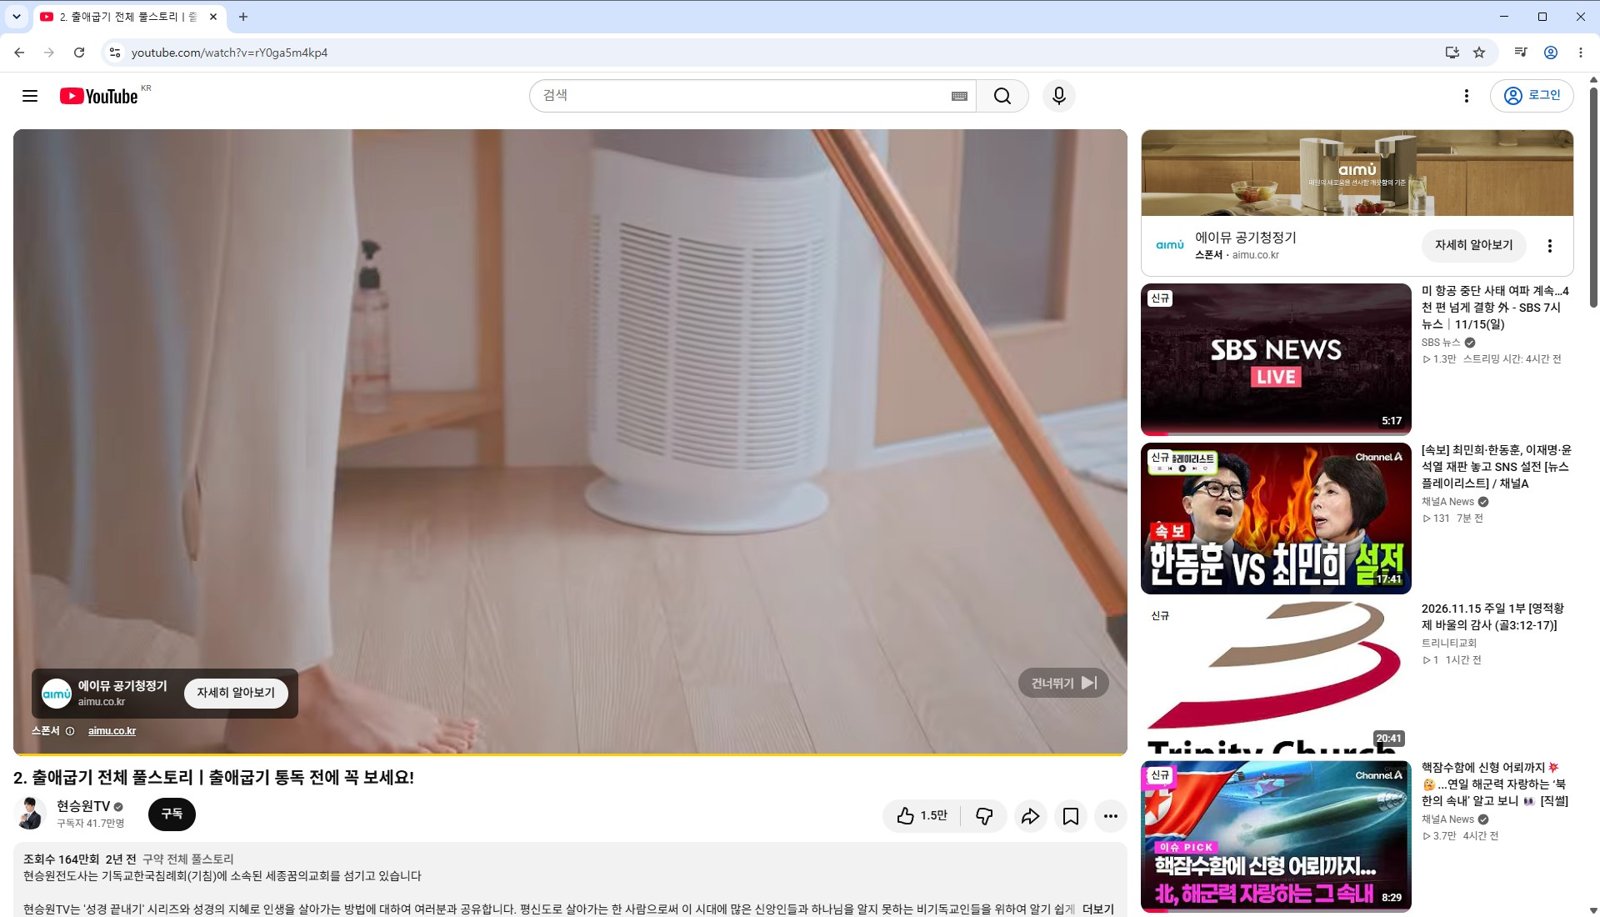 2. 출애굽기 전체 풀스토리 | 출
youtube.com/watch?v=rY0ga5m4kp4
YouTube KR
검색
로그인
aimu
에이뮤 공기청정기
스폰서 · aimu.co.kr
자세히 알아보기
신규
SBS NEWS
LIVE
5:17
미 항공 중단 사태 여파 계속…4
천 편 넘게 결항 外 - SBS 7시
뉴스｜11/15(일)
SBS 뉴스
1.3만 스트리밍 시간: 4시간 전
신규
플레이리스트
Channel A
속보
한동훈 VS 최민희 설전
17:41
[속보] 최민희·한동훈, 이재명·윤
석열 재판 놓고 SNS 설전 [뉴스
플레이리스트] / 채널A
채널A News
131 7분 전
신규
Trinity Church
20:41
2026.11.15 주일 1부 [영적황
제 바울의 감사 (골3:12-17)]
트리니티교회
1 1시간 전
신규
Channel A
이슈 PICK
핵잠수함에 신형 어뢰까지...
北, 해군력 자랑하는 그 속내
8:29
핵잠수함에 신형 어뢰까지💥
🤔...연일 해군력 자랑하는 '북
한의 속내' 알고 보니 👀 [직썰]
채널A News
3.7만 4시간 전
aimu
에이뮤 공기청정기
aimu.co.kr
자세히 알아보기
건너뛰기
스폰서 aimu.co.kr
2. 출애굽기 전체 풀스토리ㅣ출애굽기 통독 전에 꼭 보세요!
현승원TV
구독자 41.7만명
구독
1.5만
조회수 164만회 2년 전 구약 전체 풀스토리
현승원전도사는 기독교한국침례회(기침)에 소속된 세종꿈의교회를 섬기고 있습니다
현승원TV는 '성경 끝내기' 시리즈와 성경의 지혜로 인생을 살아가는 방법에 대하여 여러분과 공유합니다. 평신도로 살아가는 한 사람으로써 이 시대에 많은 신앙인들과 하나님을 알지 못하는 비기독교인들을 위하여 알기 쉽게 더보기